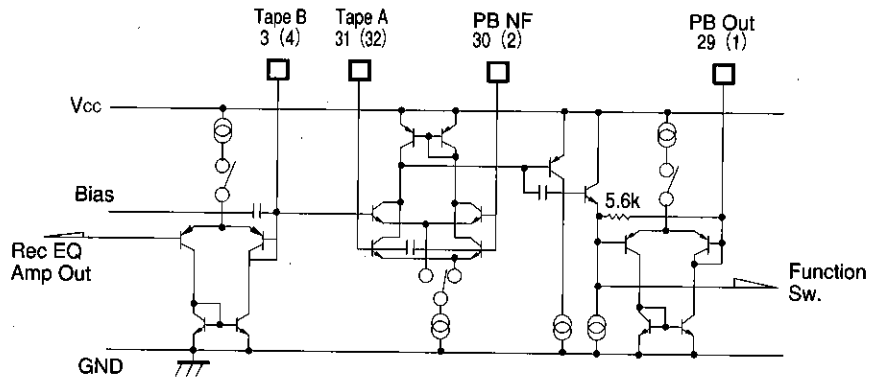 Tape B
3 (4)
Tape A
31 (32)
PB NF
30 (2)
PB Out
29 (1)
Vcc
Bias
5.6k
Rec EQ
Amp Out
Function
Sw.
GND